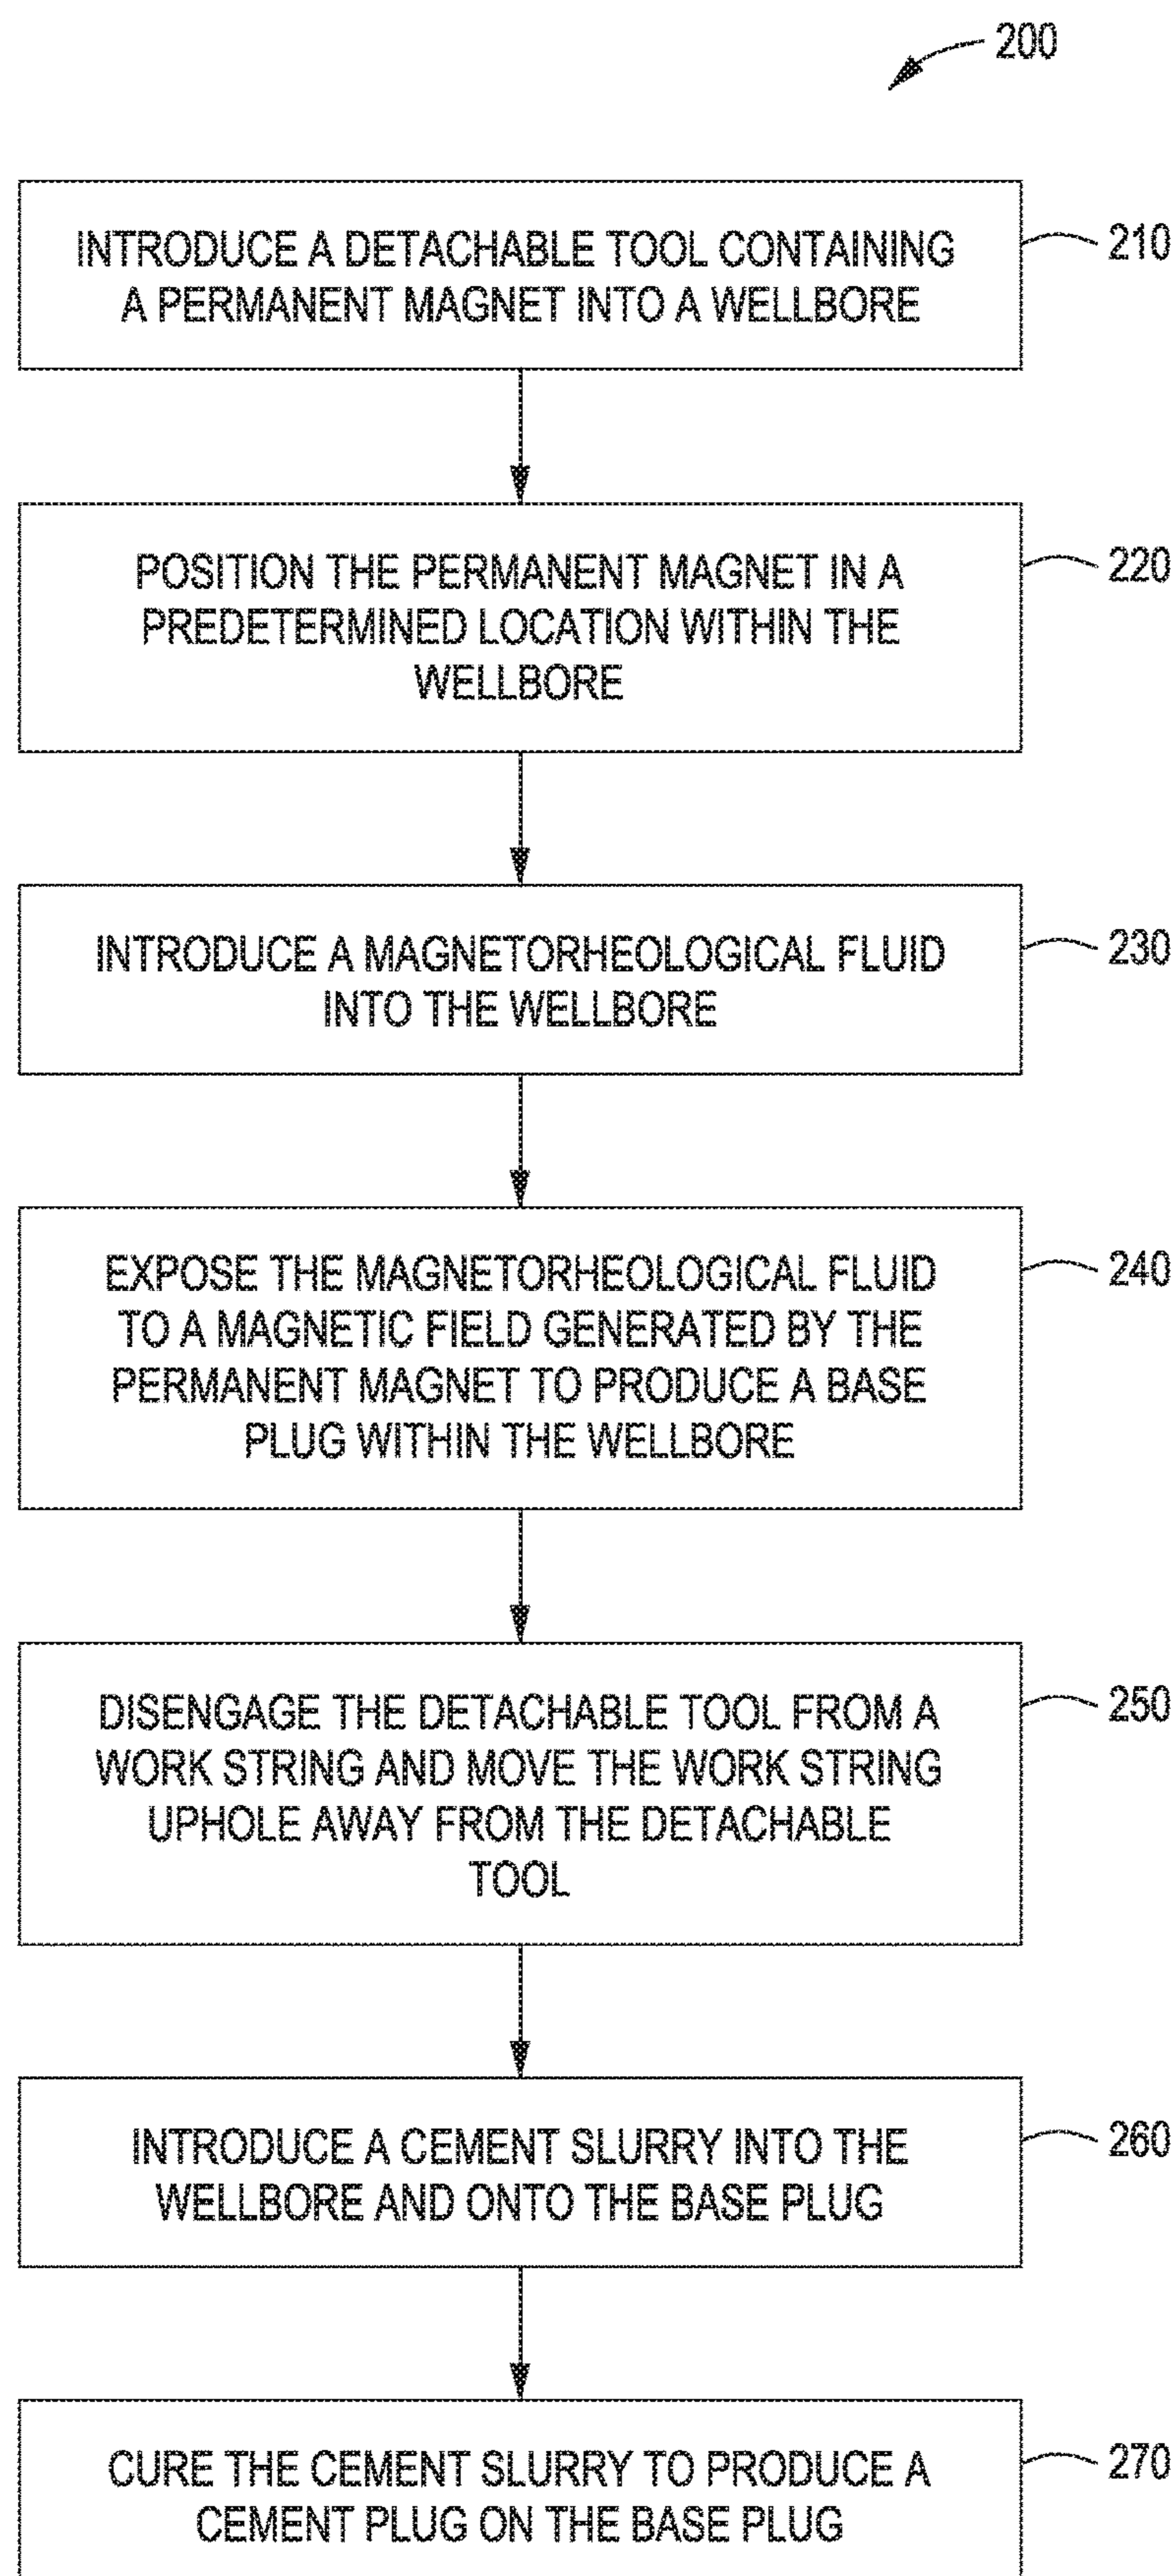 200
INTRODUCE A DETACHABLE TOOL CONTAINING
A PERMANENT MAGNET INTO A WELLBORE
210
POSITION THE PERMANENT MAGNET IN A
PREDETERMINED LOCATION WITHIN THE
WELLBORE
220
INTRODUCE A MAGNETORHEOLOGICAL FLUID
INTO THE WELLBORE
230
EXPOSE THE MAGNETORHEOLOGICAL FLUID
TO A MAGNETIC FIELD GENERATED BY THE
PERMANENT MAGNET TO PRODUCE A BASE
PLUG WITHIN THE WELLBORE
240
DISENGAGE THE DETACHABLE TOOL FROM A
WORK STRING AND MOVE THE WORK STRING
UPHOLE AWAY FROM THE DETACHABLE
TOOL
250
INTRODUCE A CEMENT SLURRY INTO THE
WELLBORE AND ONTO THE BASE PLUG
260
CURE THE CEMENT SLURRY TO PRODUCE A
CEMENT PLUG ON THE BASE PLUG
270